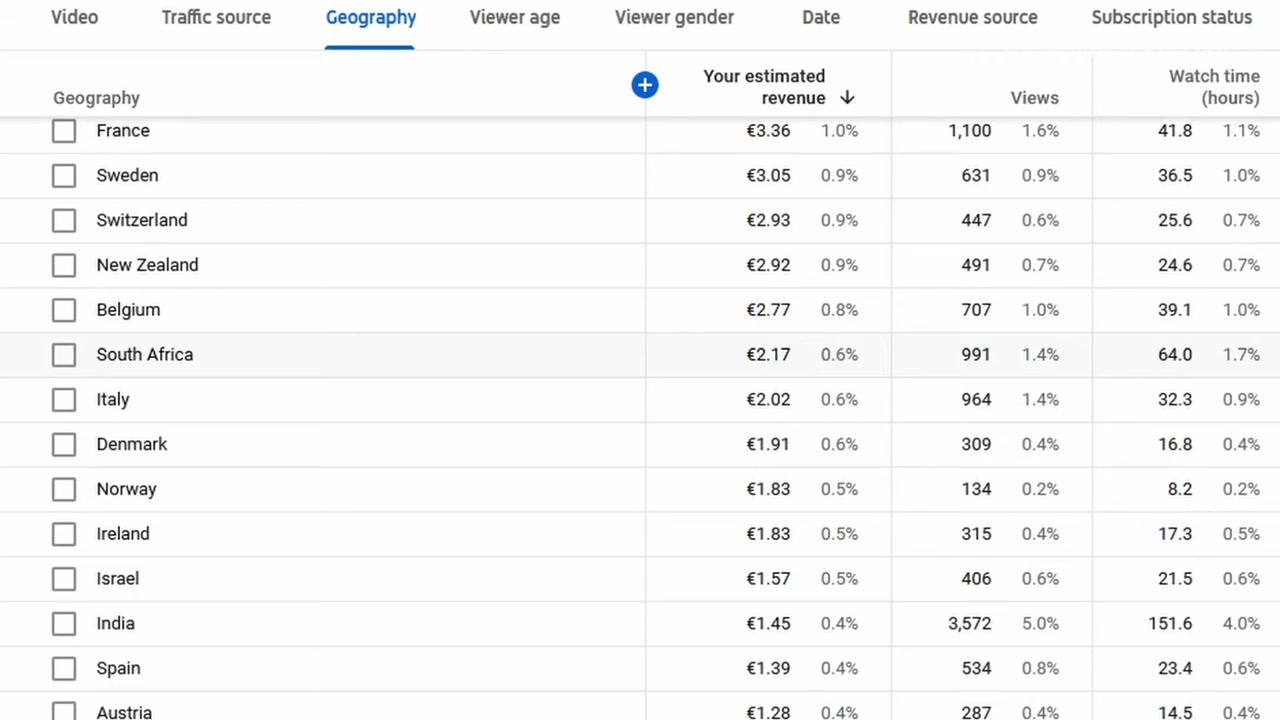 Video Traffic source Geography Viewer age Viewer gender Date Revenue source Subscription status
Geography Your estimated revenue Views Watch time (hours)
France €3.36 1.0% 1,100 1.6% 41.8 1.1%
Sweden €3.05 0.9% 631 0.9% 36.5 1.0%
Switzerland €2.93 0.9% 447 0.6% 25.6 0.7%
New Zealand €2.92 0.9% 491 0.7% 24.6 0.7%
Belgium €2.77 0.8% 707 1.0% 39.1 1.0%
South Africa €2.17 0.6% 991 1.4% 64.0 1.7%
Italy €2.02 0.6% 964 1.4% 32.3 0.9%
Denmark €1.91 0.6% 309 0.4% 16.8 0.4%
Norway €1.83 0.5% 134 0.2% 8.2 0.2%
Ireland €1.83 0.5% 315 0.4% 17.3 0.5%
Israel €1.57 0.5% 406 0.6% 21.5 0.6%
India €1.45 0.4% 3,572 5.0% 151.6 4.0%
Spain €1.39 0.4% 534 0.8% 23.4 0.6%
Austria €1.28 0.4% 287 0.4% 14.5 0.4%